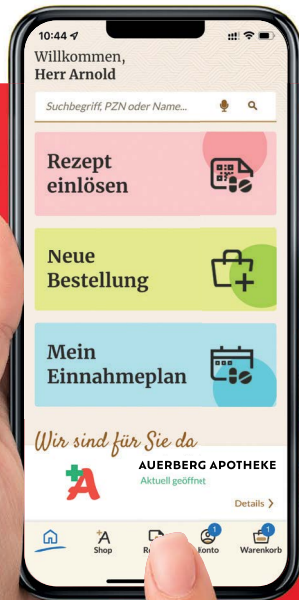 10:44
Willkommen,
Herr Arnold
Suchbegriff, PZN oder Name...
Rezept
einlösen
Neue
Bestellung
Mein
Einnahmeplan
Wir sind für Sie da
A
AUERBERG APOTHEKE
Aktuell geöffnet
Details >
1 1
A
Shop Konto Warenkorb